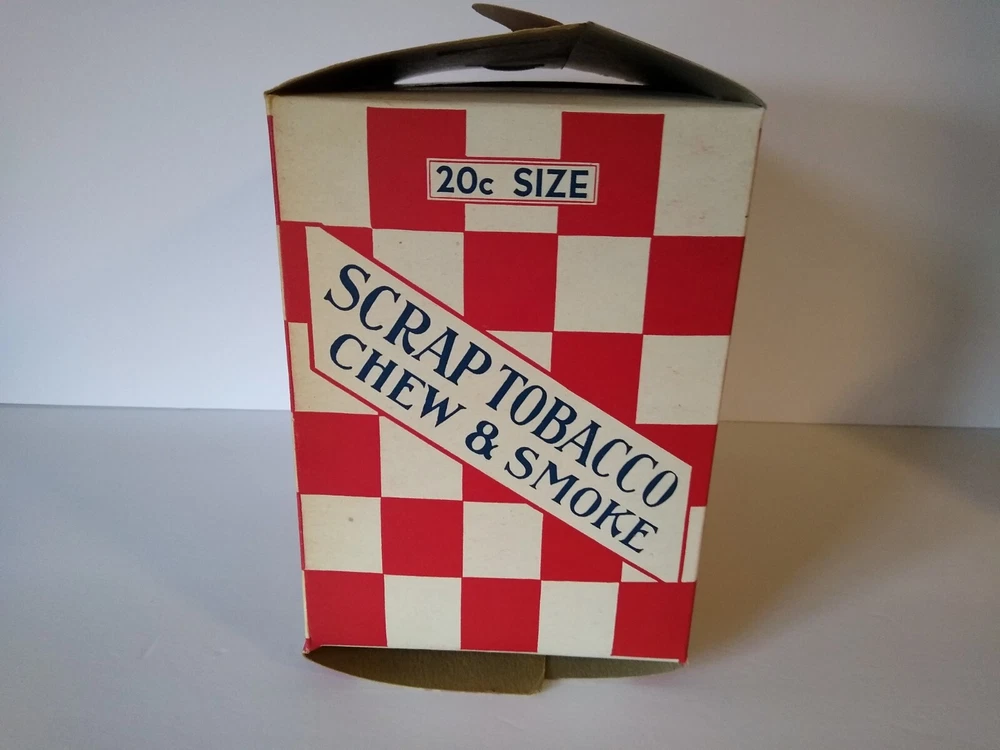 20c SIZE
SCRAP TOBACCO
CHEW & SMOKE